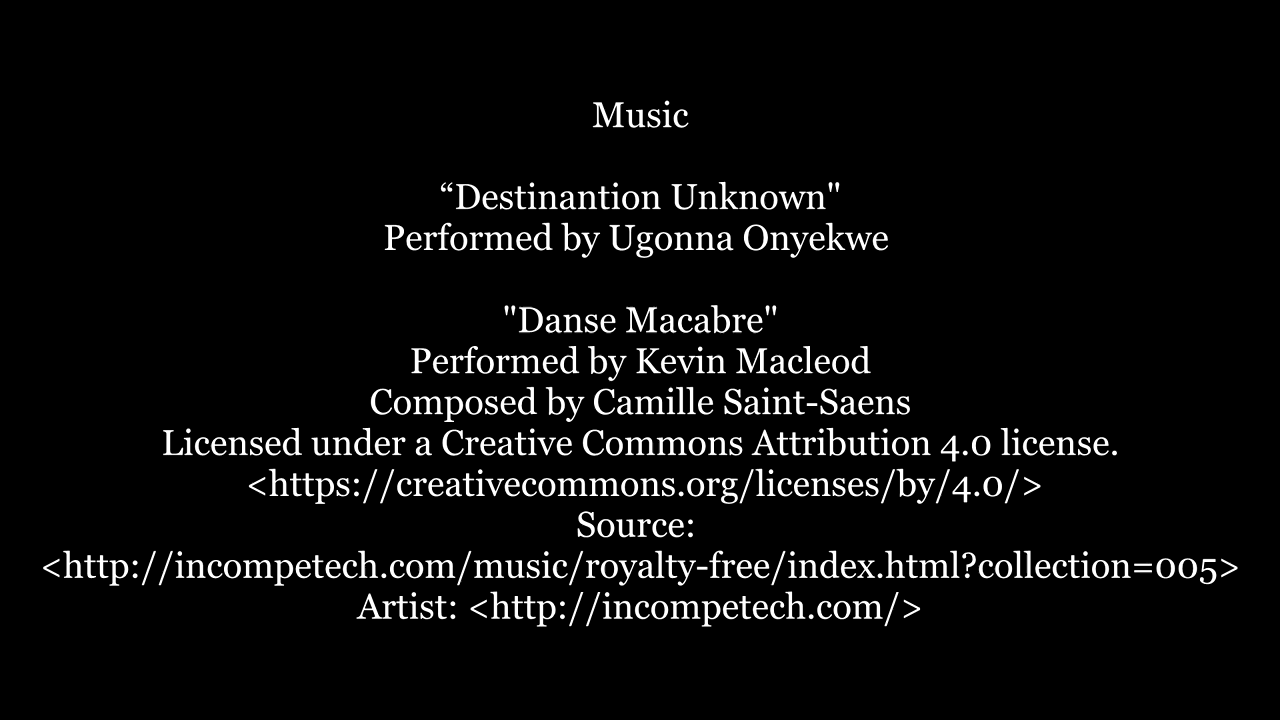 Music
“Destinantion Unknown"
Performed by Ugonna Onyekwe
"Danse Macabre"
Performed by Kevin Macleod
Composed by Camille Saint-Saens
Licensed under a Creative Commons Attribution 4.0 license.
<https://creativecommons.org/licenses/by/4.0/>
Source:
<http://incompetech.com/music/royalty-free/index.html?collection=005>
Artist: <http://incompetech.com/>